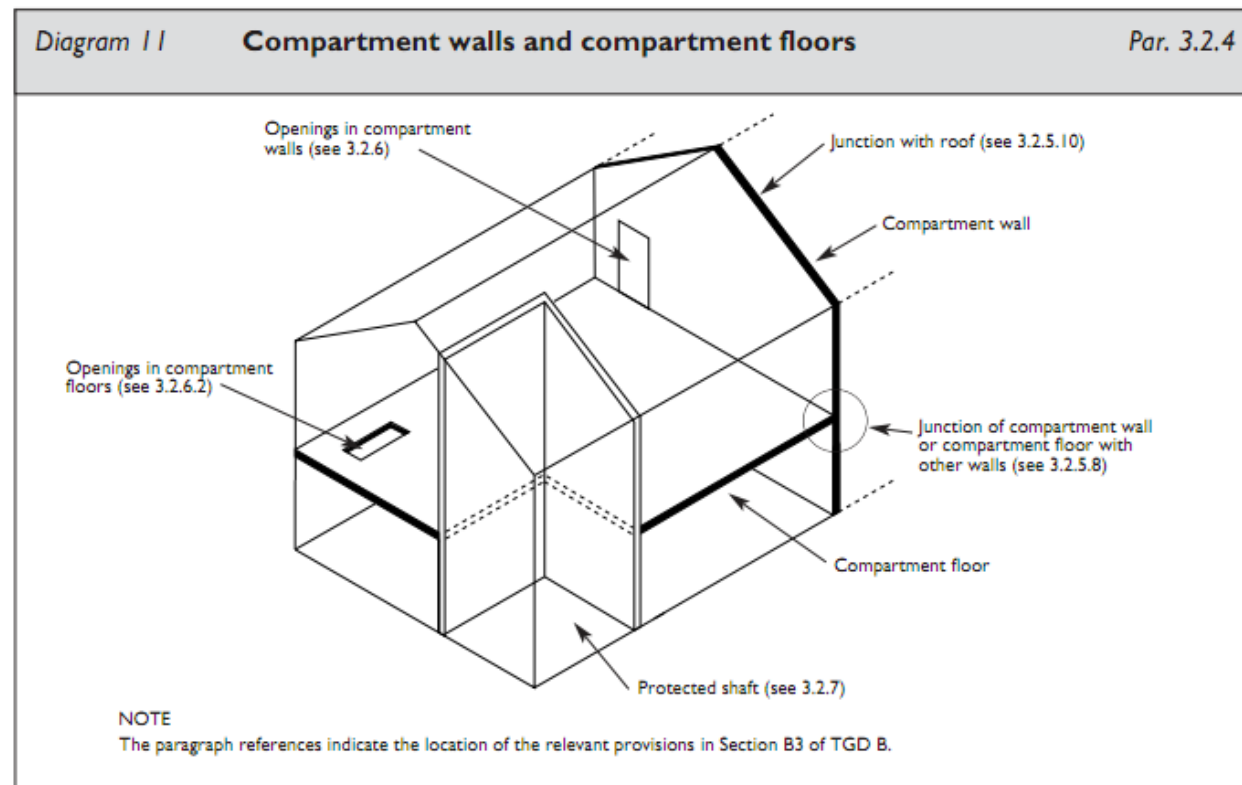 Diagram 11 Compartment walls and compartment floors Par. 3.2.4
Openings in compartment
walls (see 3.2.6)
Junction with roof (see 3.2.5.10)
Compartment wall
Openings in compartment
floors (see 3.2.6.2)
Junction of compartment wall
or compartment floor with
other walls (see 3.2.5.8)
Compartment floor
Protected shaft (see 3.2.7)
NOTE
The paragraph references indicate the location of the relevant provisions in Section B3 of TGD B.